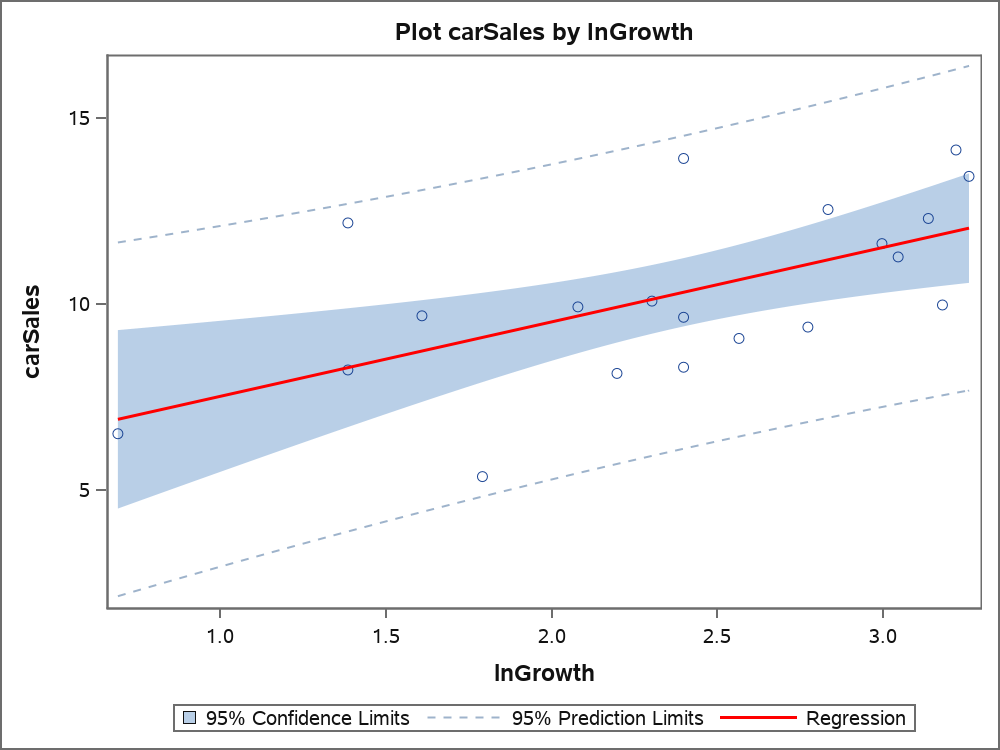 Plot carSales by lnGrowth
carSales
15
10
5
1.0 1.5 2.0 2.5 3.0
lnGrowth
95% Confidence Limits 95% Prediction Limits Regression